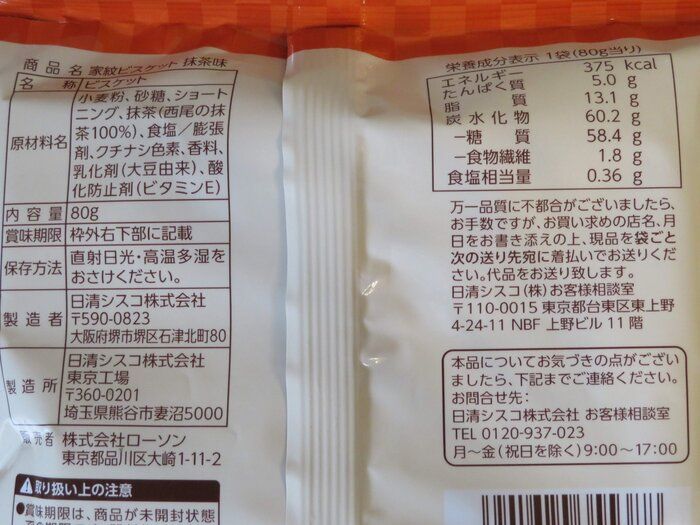 商品名 家紋ビスケット 抹茶味
名称 ビスケット
原材料名 小麦粉、砂糖、ショート
ニング、抹茶(西尾の抹
茶100%)、食塩／膨張
剤、クチナシ色素、香料、
乳化剤(大豆由来)、酸
化防止剤(ビタミンE)
内容量 80g
賞味期限 枠外右下部に記載
保存方法 直射日光・高温多湿を
おさけください。
製造者 日清シスコ株式会社
〒590-0823
大阪府堺市堺区石津北町80
製造所 日清シスコ株式会社
東京工場
〒360-0201
埼玉県熊谷市妻沼5000
販売者 株式会社ローソン
東京都品川区大崎1-11-2
取り扱い上の注意
●賞味期限は、商品が未開封状態
栄養成分表示 1袋(80g当り)
エネルギー 375 kcal
たんぱく質 5.0 g
脂質 13.1 g
炭水化物 60.2 g
－糖質 58.4 g
－食物繊維 1.8 g
食塩相当量 0.36 g
万一品質に不都合がございましたら、
お手数ですが、お買い求めの店名、月
日をお書き添えの上、現品を袋ごと
次の送り先宛に着払いでお送りくだ
さい。代品をお送り致します。
日清シスコ(株)お客様相談室
〒110-0015 東京都台東区東上野
4-24-11 NBF 上野ビル 11階
本品についてお気づきの点がござい
ましたら、下記までご連絡ください。
お問合せ先:
日清シスコ株式会社 お客様相談室
TEL 0120-937-023
月～金(祝日を除く)9:00～17:00